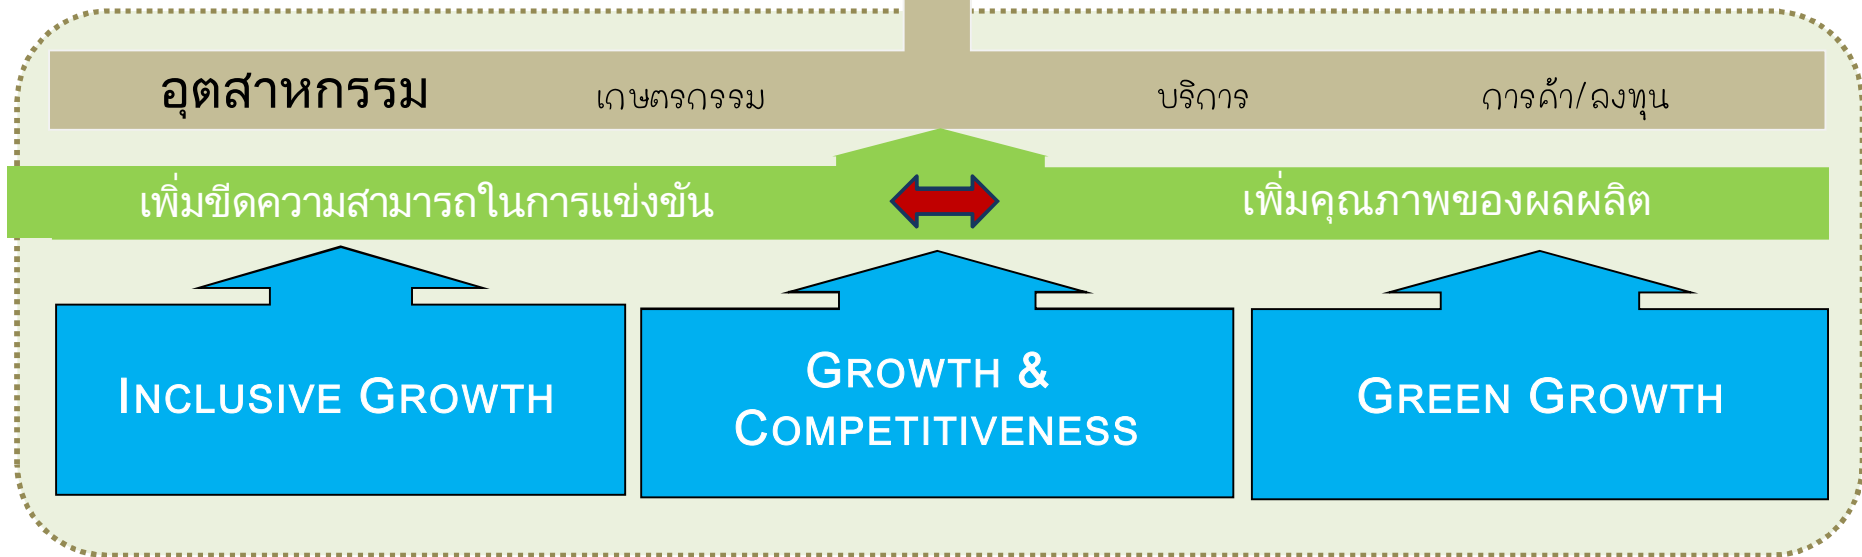 อุตสาหกรรม เกษตรกรรม บริการ การค้า/ลงทุน
เพิ่มขีดความสามารถในการแข่งขัน เพิ่มคุณภาพของผลผลิต
INCLUSIVE GROWTH
GROWTH &
COMPETITIVENESS
GREEN GROWTH